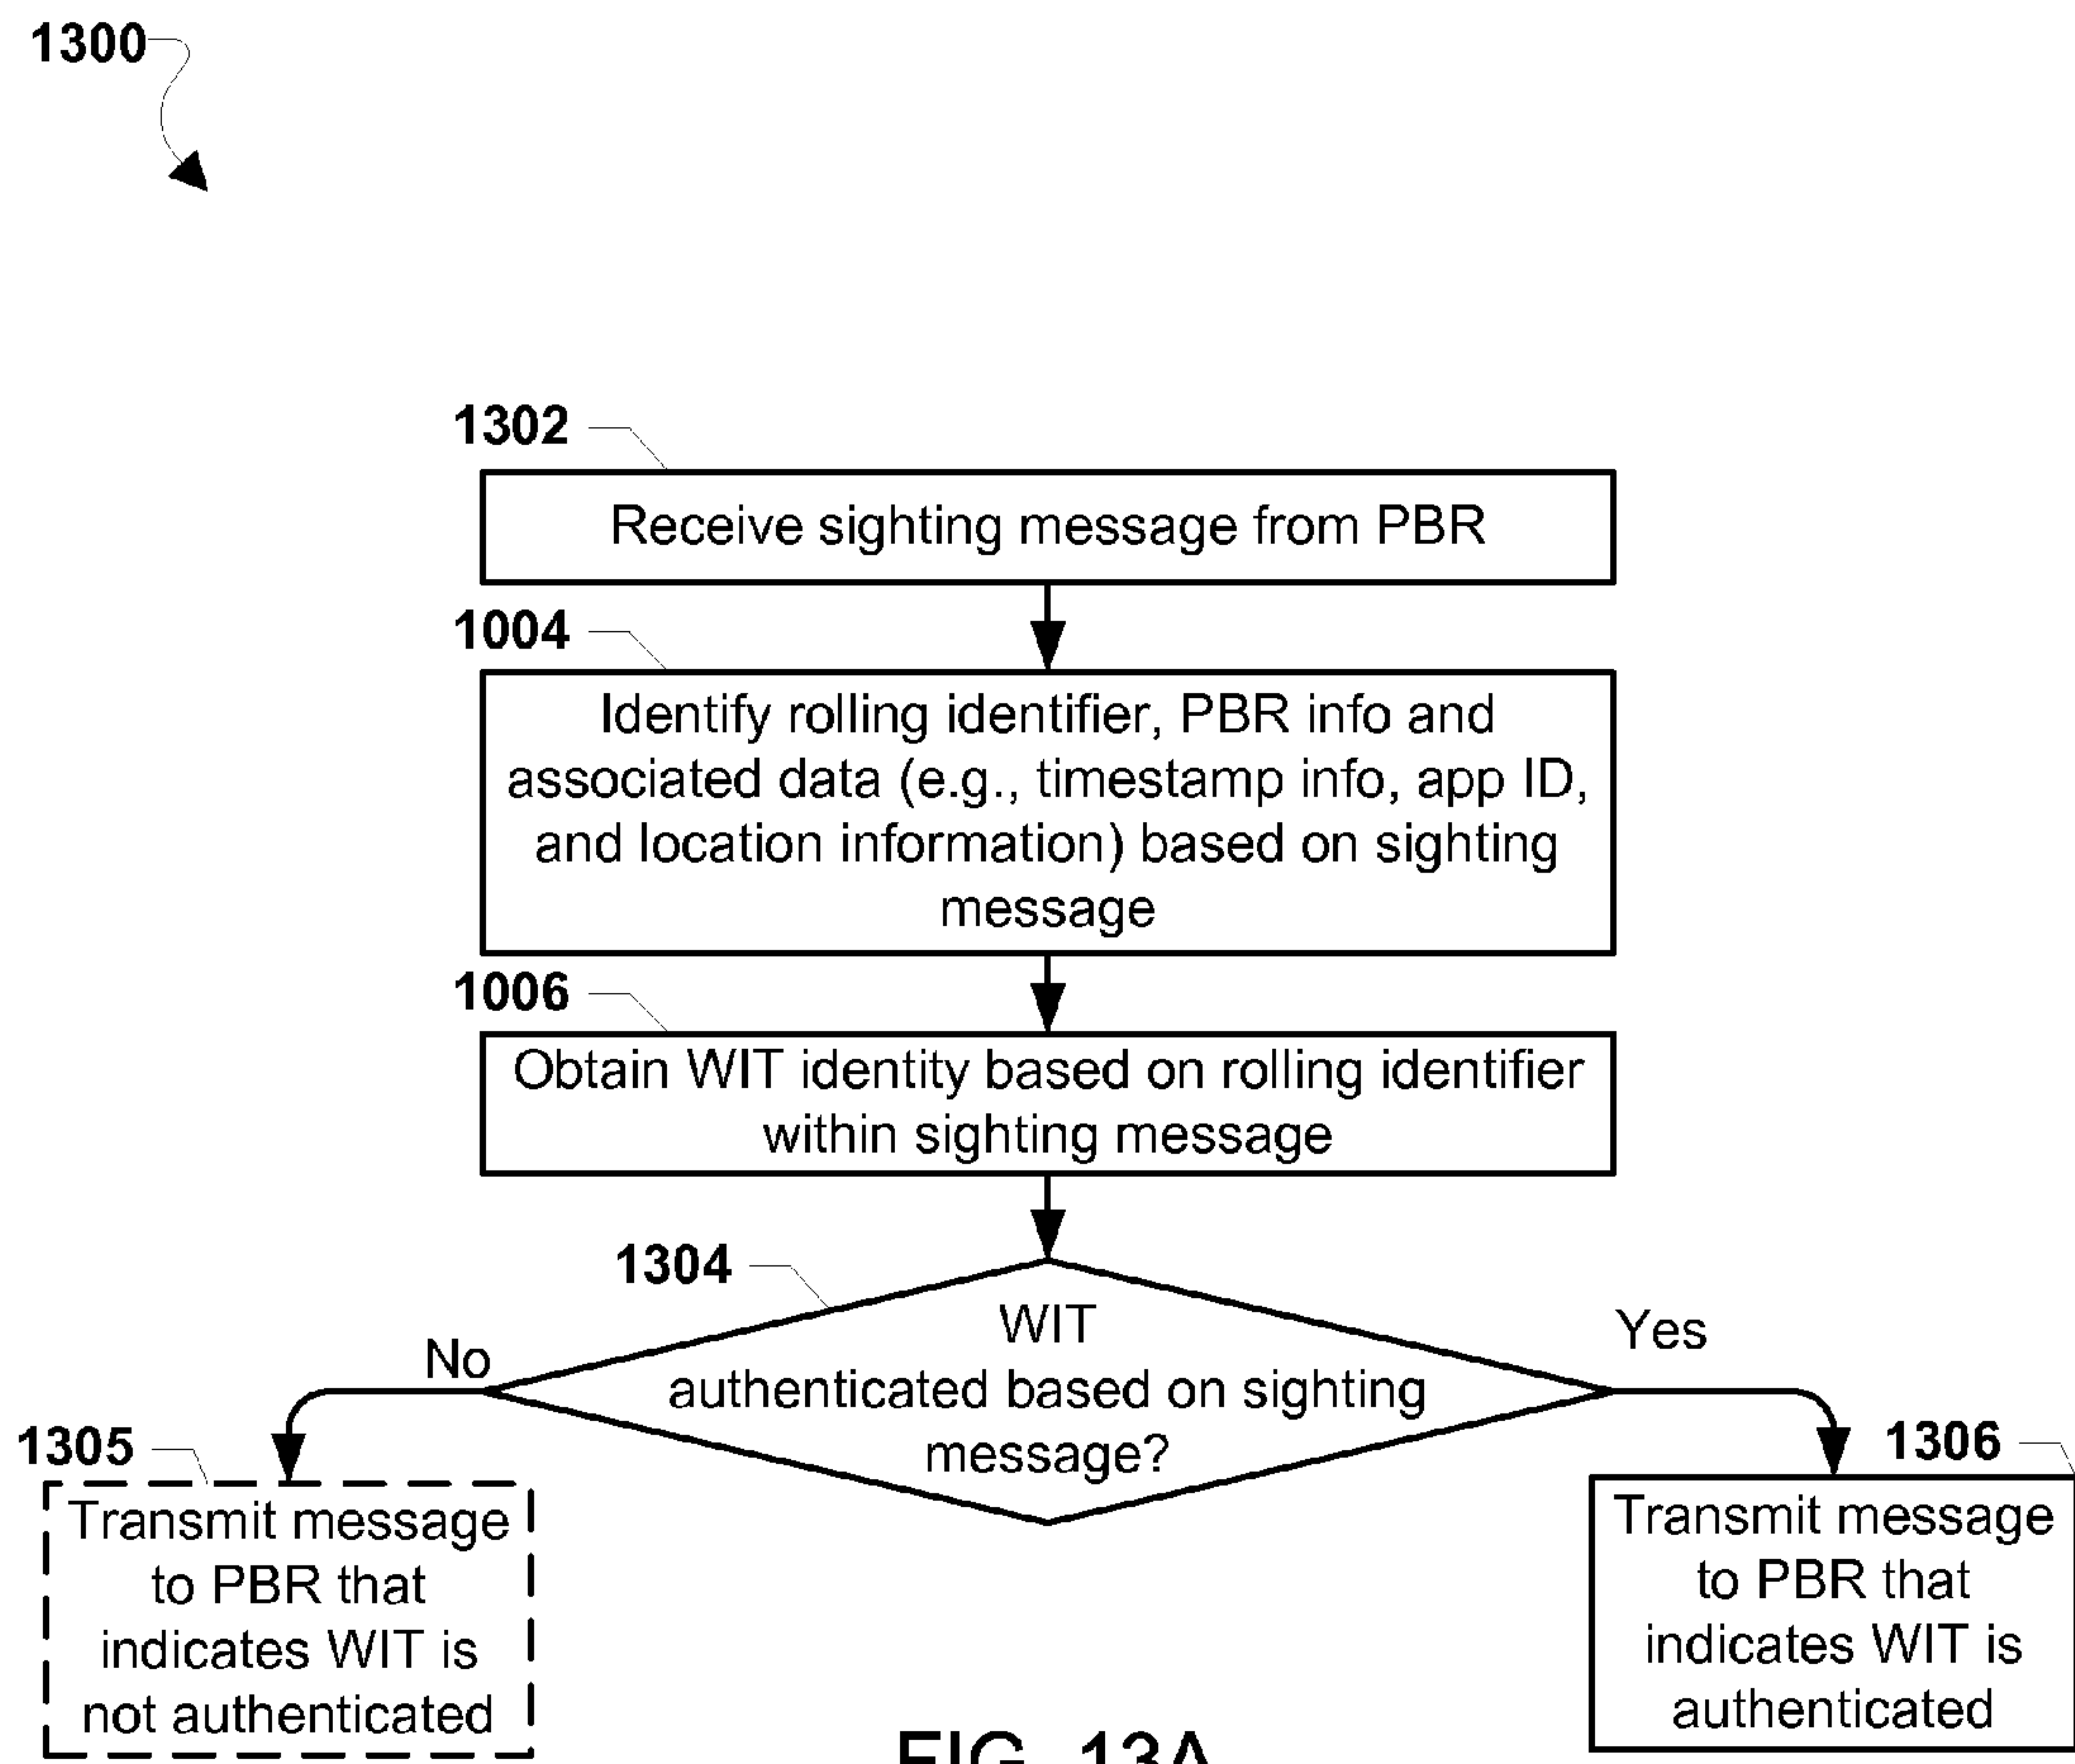 1300
1302
Receive sighting message from PBR
1004
Identify rolling identifier, PBR info and
associated data (e.g., timestamp info, app ID,
and location information) based on sighting
message
1006
Obtain WIT identity based on rolling identifier
within sighting message
1304
WIT
authenticated based on sighting
message?
No
Yes
1305
Transmit message
to PBR that
indicates WIT is
not authenticated
1306
Transmit message
to PBR that
indicates WIT is
authenticated
FIG. 13A